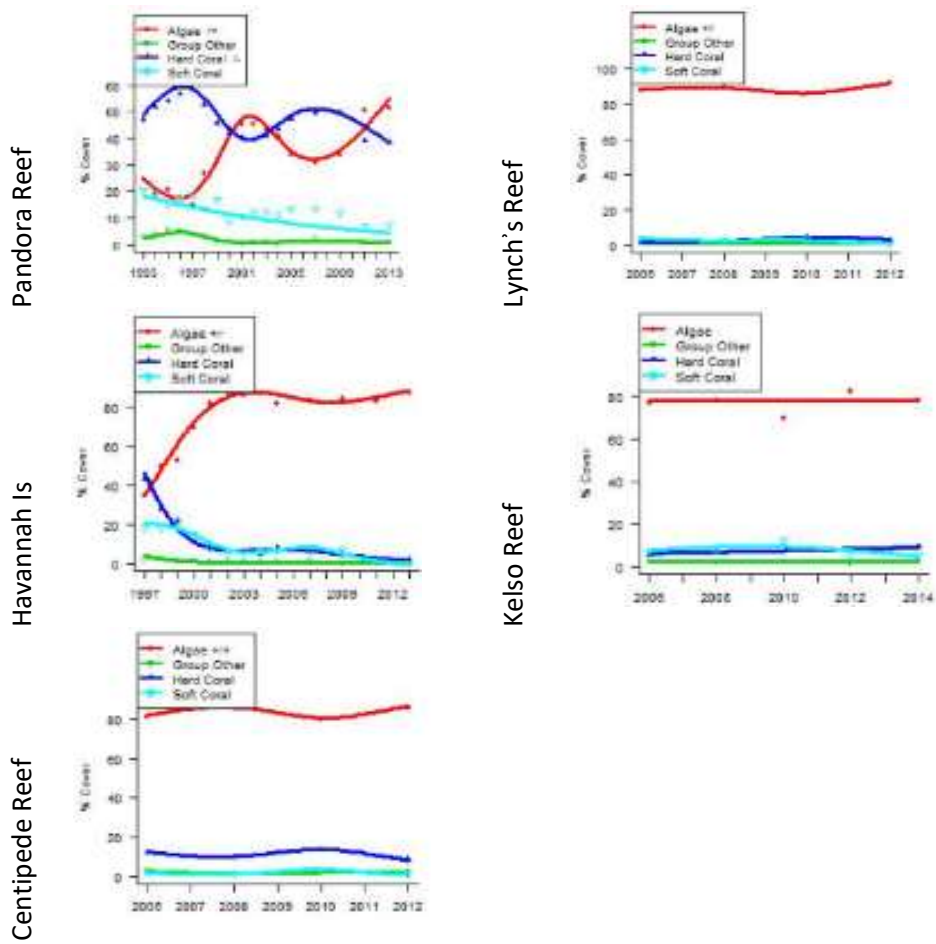 Pandora Reef
Algae
Group Other
Hard Coral
Soft Coral
% Cover
60
50
40
30
20
10
0
1997
2013
Lynch's Reef
Algae
Group Other
Hard Coral
Soft Coral
% Cover
100
80
60
40
20
0
2006 2007 2008 2009 2010 2011 2012
Havannah Is
Algae
Group Other
Hard Coral
Soft Coral
% Cover
80
60
40
20
0
1997 2000 2003 2006 2009 2012
Kelso Reef
Algae
Group Other
Hard Coral
Soft Coral
% Cover
80
60
40
20
0
2006 2008 2010 2012 2014
Centipede Reef
Algae
Group Other
Hard Coral
Soft Coral
% Cover
80
60
40
20
0
2006 2007 2008 2009 2010 2011 2012